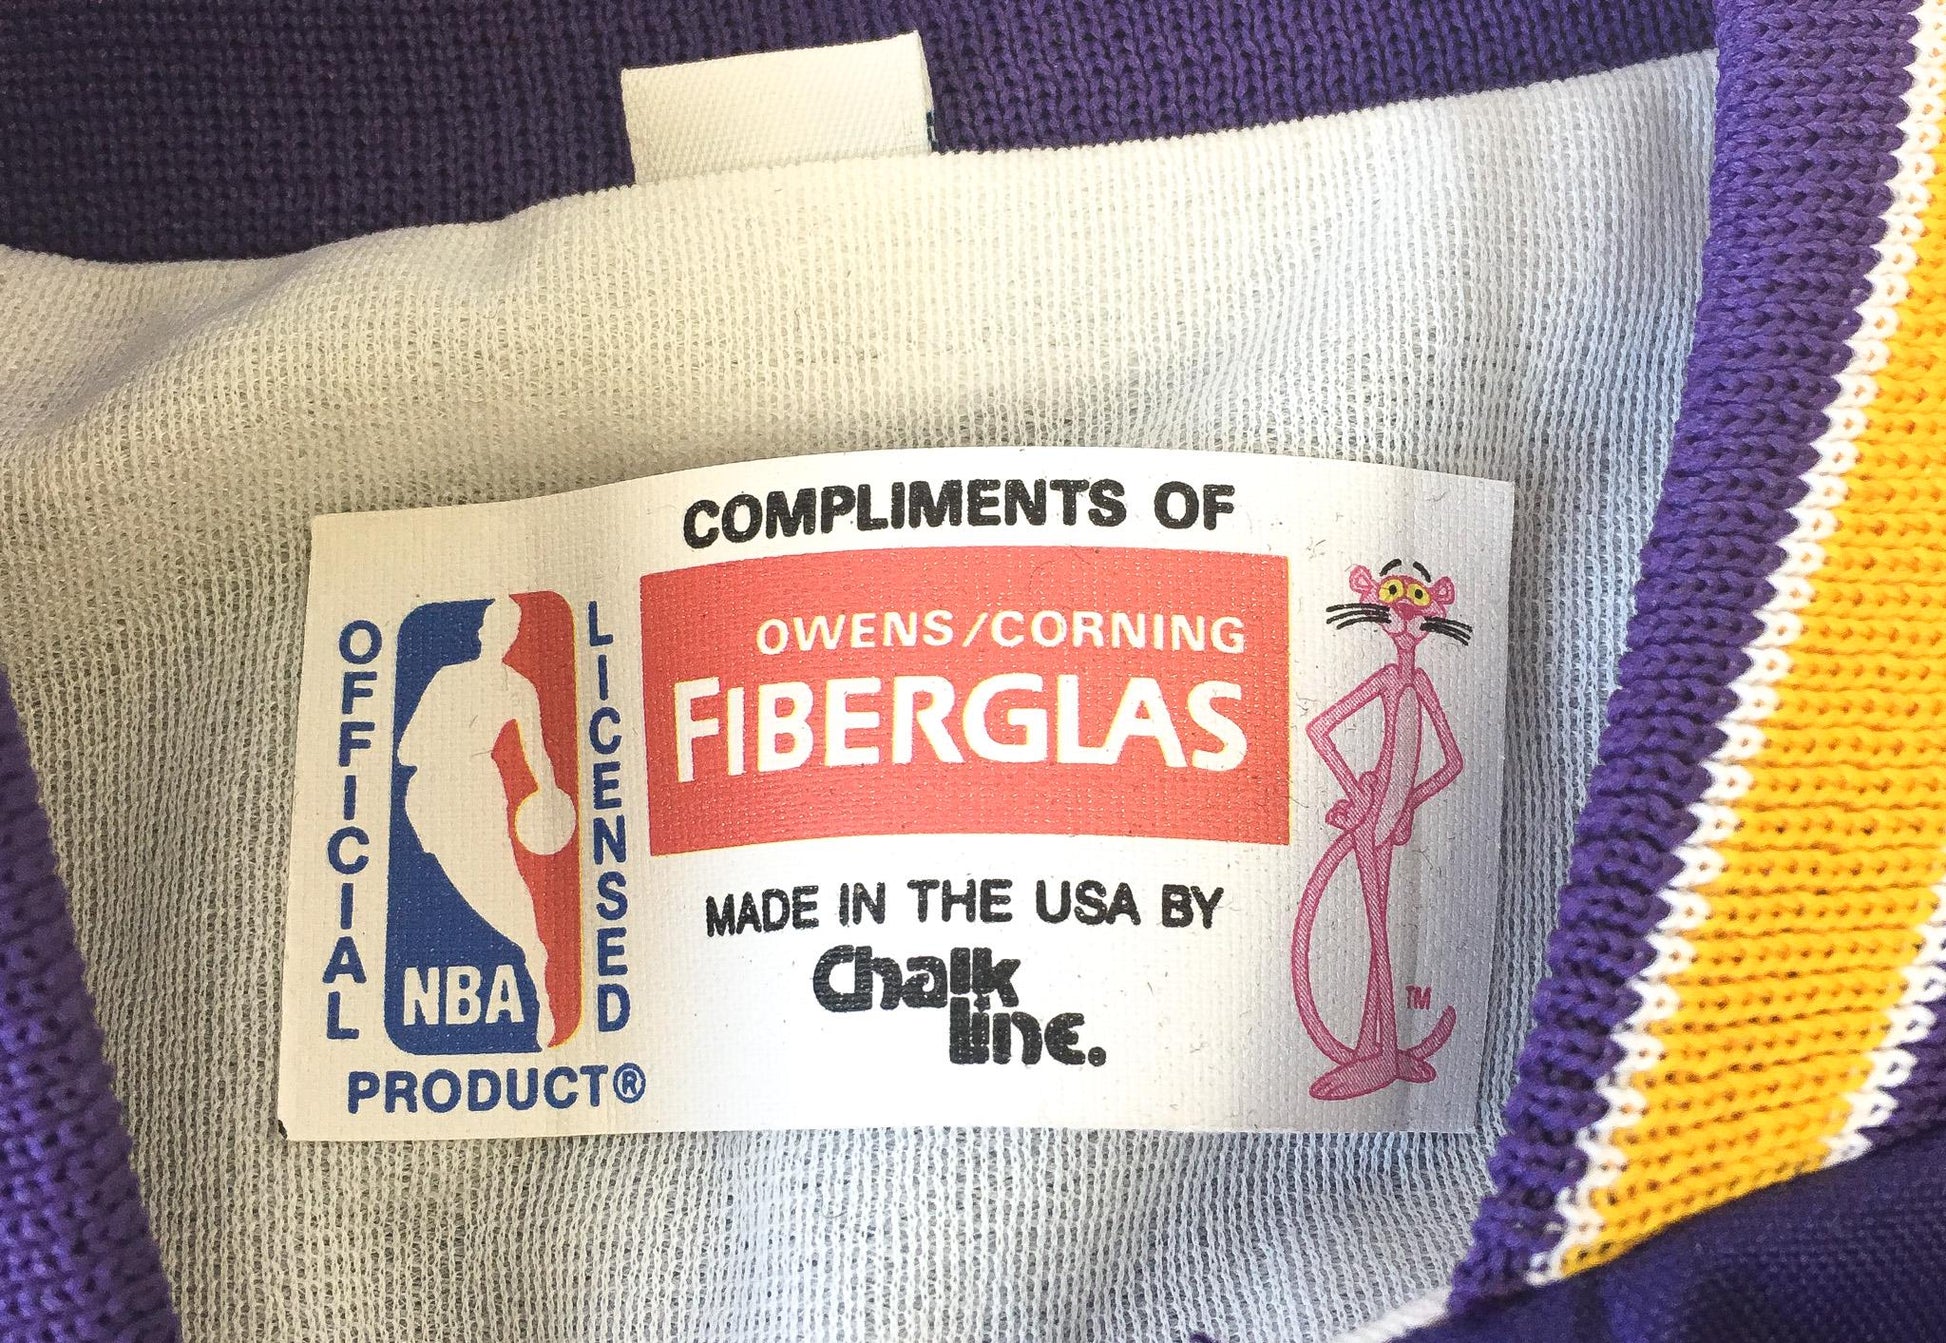 COMPLIMENTS OF
OWENS/CORNING
FIBERGLAS
MADE IN THE USA BY
Chalk
line.
OFFICIAL
LICENSED
NBA
PRODUCT®
TM